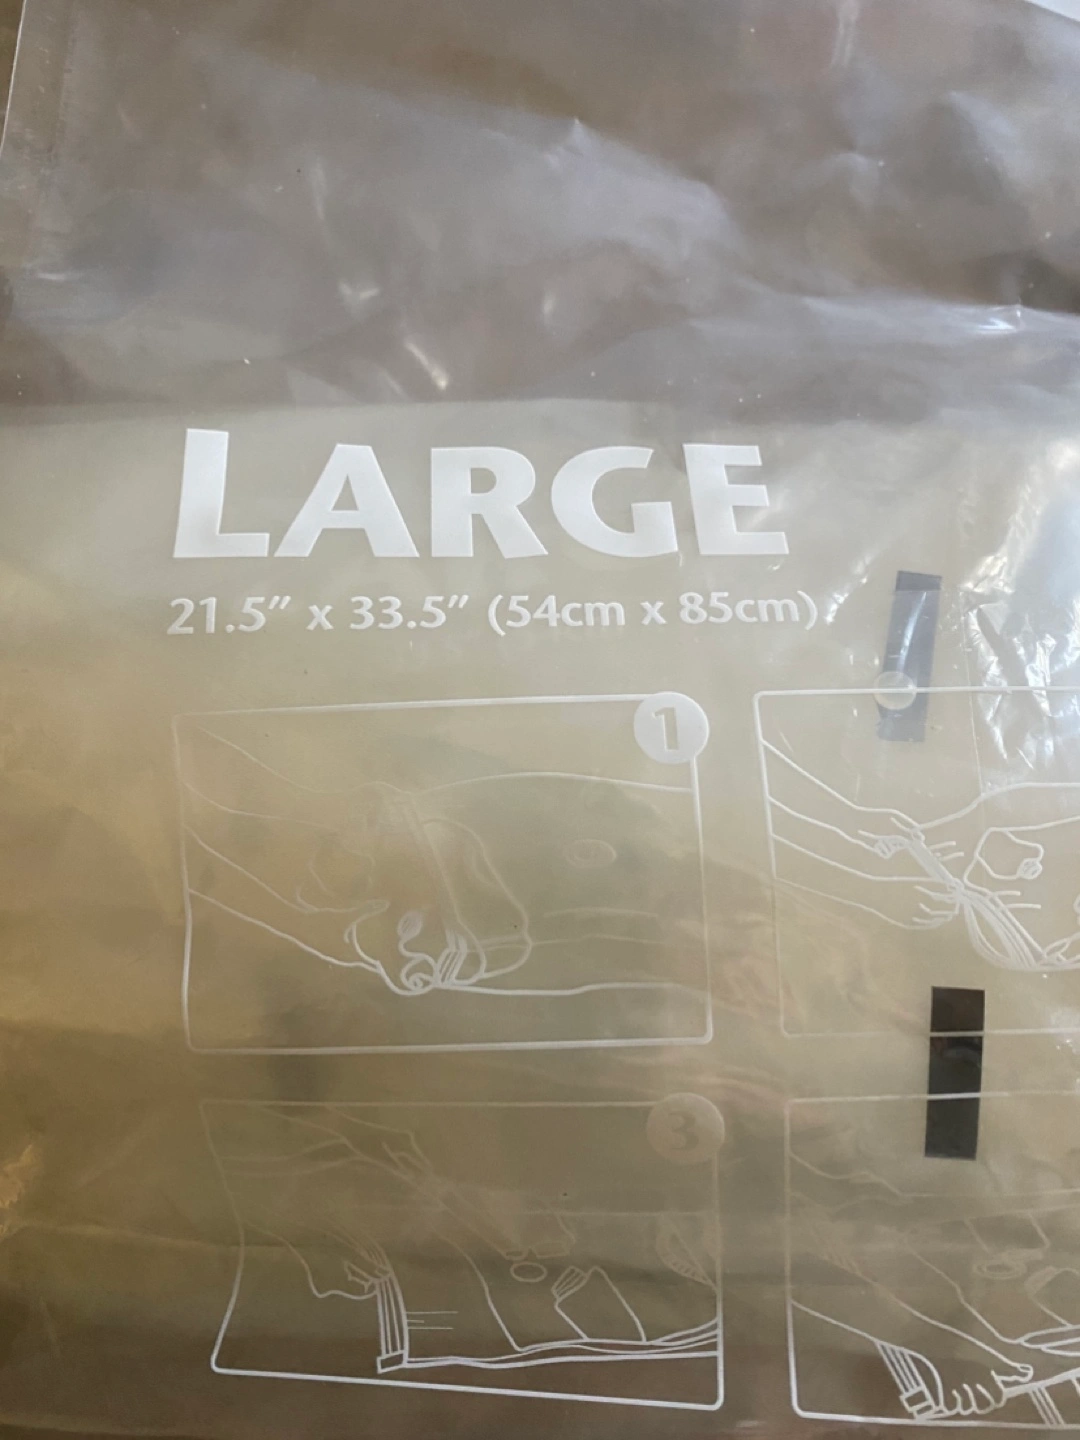 LARGE
21.5” x 33.5” (54cm x 85cm)
1
3